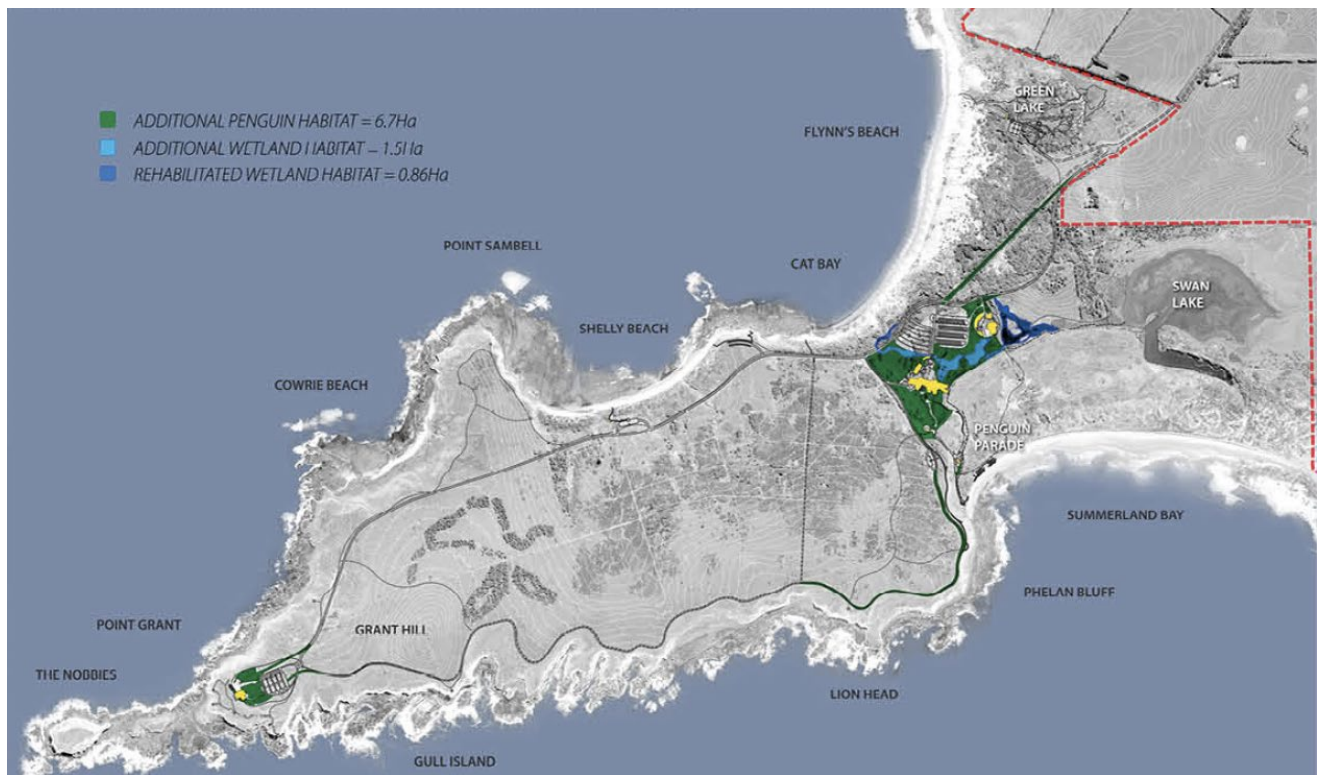 GREEN
LAKE
ADDITIONAL PENGUIN HABITAT = 6.7Ha
ADDITIONAL WETLAND HABITAT = 1.5Ha
REHABILITATED WETLAND HABITAT = 0.86Ha
FLYNN'S BEACH
POINT SAMBELL
CAT BAY
SWAN
LAKE
SHELLY BEACH
COWRIE BEACH
PENGUIN
PARADE
SUMMERLAND BAY
PHELAN BLUFF
POINT GRANT
GRANT HILL
THE NOBBIES
LION HEAD
GULL ISLAND